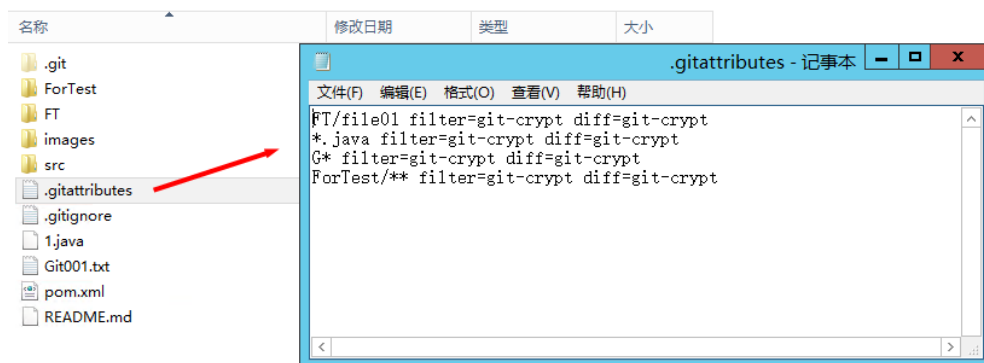 名称 修改日期 类型 大小
.git
ForTest
FT
images
src
.gitattributes
.gitignore
1.java
Git001.txt
pom.xml
README.md
.gitattributes - 记事本
文件(F) 编辑(E) 格式(O) 查看(V) 帮助(H)
FT/file01 filter=git-crypt diff=git-crypt
*.java filter=git-crypt diff=git-crypt
G* filter=git-crypt diff=git-crypt
ForTest/** filter=git-crypt diff=git-crypt